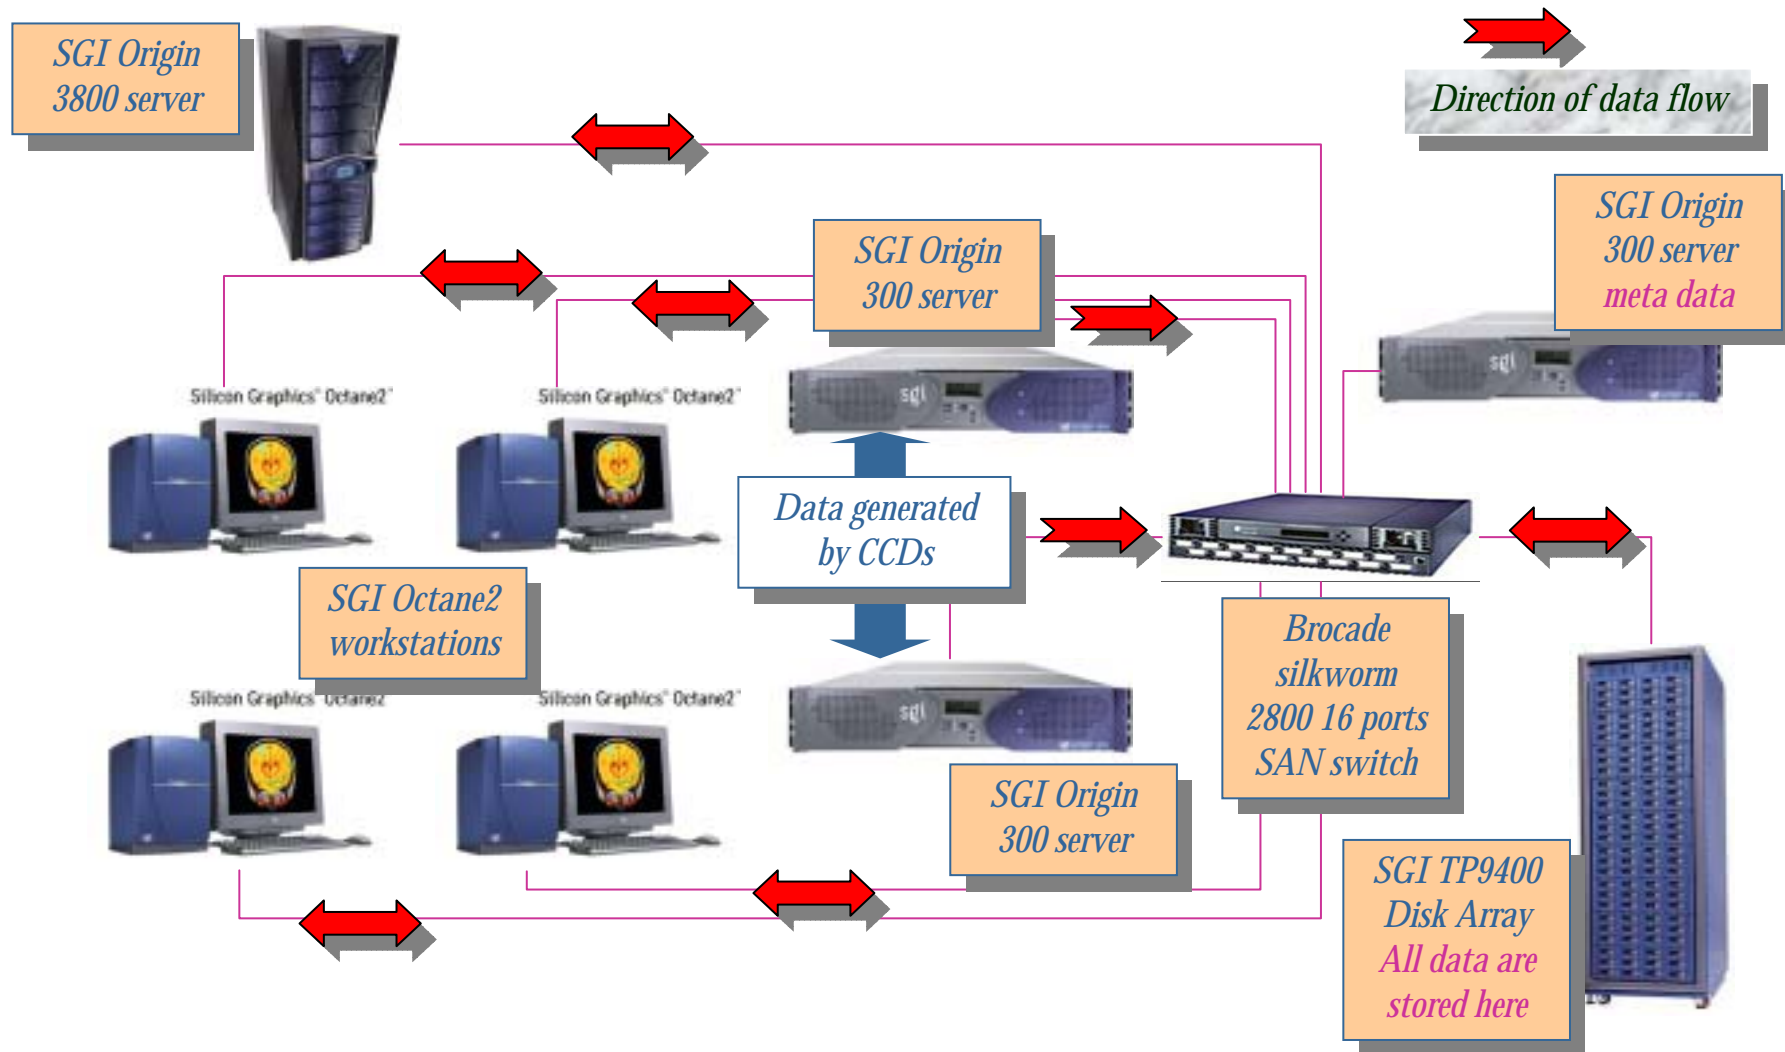 SGI Origin
3800 server
Direction of data flow
SGI Origin
300 server
meta data
SGI Origin
300 server
Silicon Graphics® Octane2™
Silicon Graphics® Octane2™
sgi
sgi
Data generated
by CCDs
SGI Octane2
workstations
Brocade
silkworm
2800 16 ports
SAN switch
Silicon Graphics® Octane2
Silicon Graphics® Octane2™
sgi
SGI Origin
300 server
SGI TP9400
Disk Array
All data are
stored here